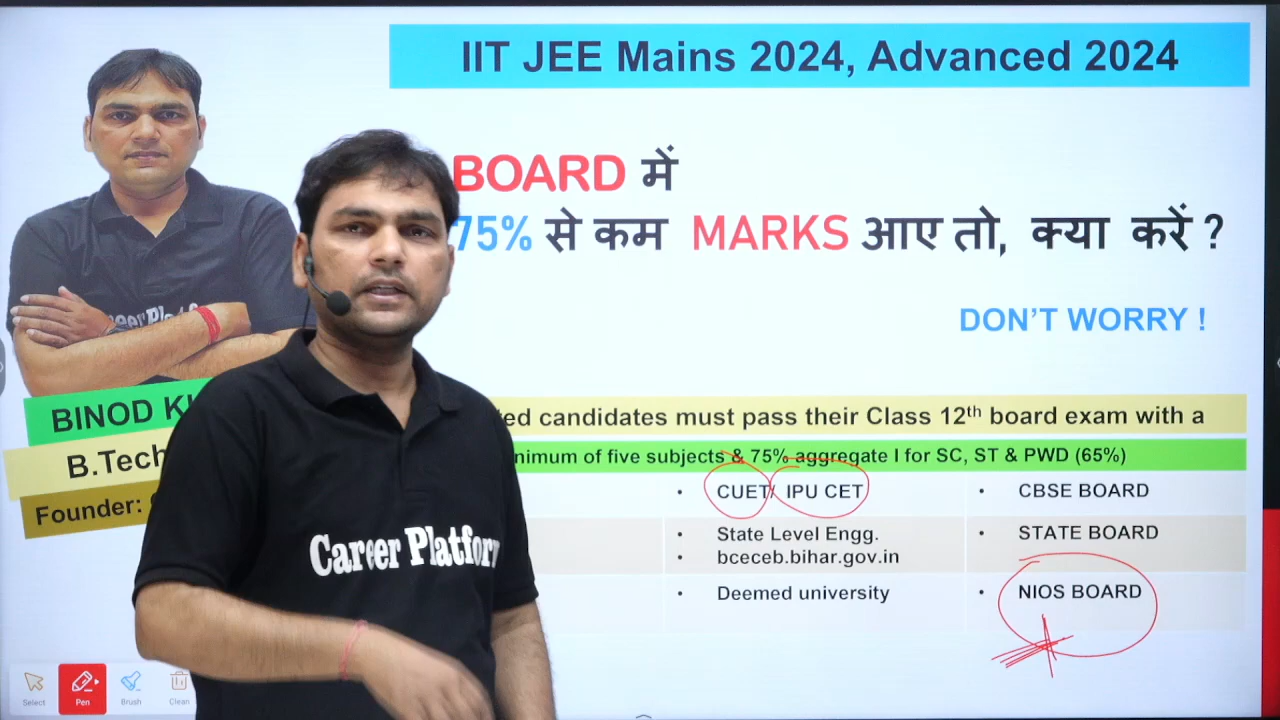 IIT JEE Mains 2024, Advanced 2024
BOARD में
75% से कम MARKS आए तो, क्या करें ?
DON'T WORRY !
BINOD
candidates must pass their Class 12th board exam with a
B.Tech
of five subjects & 75% aggregate I for SC, ST & PWD (65%)
Founder:
• CUET/ IPU CET
• CBSE BOARD
• State Level Engg.
• bceceb.bihar.gov.in
• STATE BOARD
• Deemed university
• NIOS BOARD
Career Platform
Select
Pen
Brush
Clean